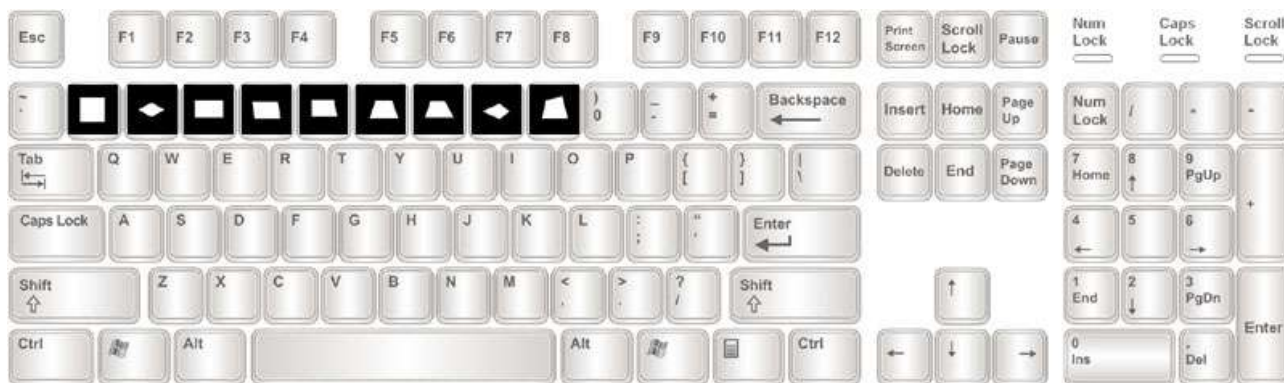 Esc F1 F2 F3 F4 F5 F6 F7 F8 F9 F10 F11 F12 Print Screen Scroll Lock Pause Num Lock Caps Lock Scroll Lock
~ ) 0 _ - + = Backspace Insert Home Page Up Num Lock / - -
Tab Q W E R T Y U I O P { [ } ] | \ Delete End Page Down 7 Home 8 ↑ 9 PgUp
Caps Lock A S D F G H J K L : ; " ' Enter 4 ← 5 6 → +
Shift Z X C V B N M < , > . ? / Shift ↑ 1 End 2 ↓ 3 PgDn
Ctrl Alt Alt Ctrl ← ↓ → 0 Ins . Del Enter